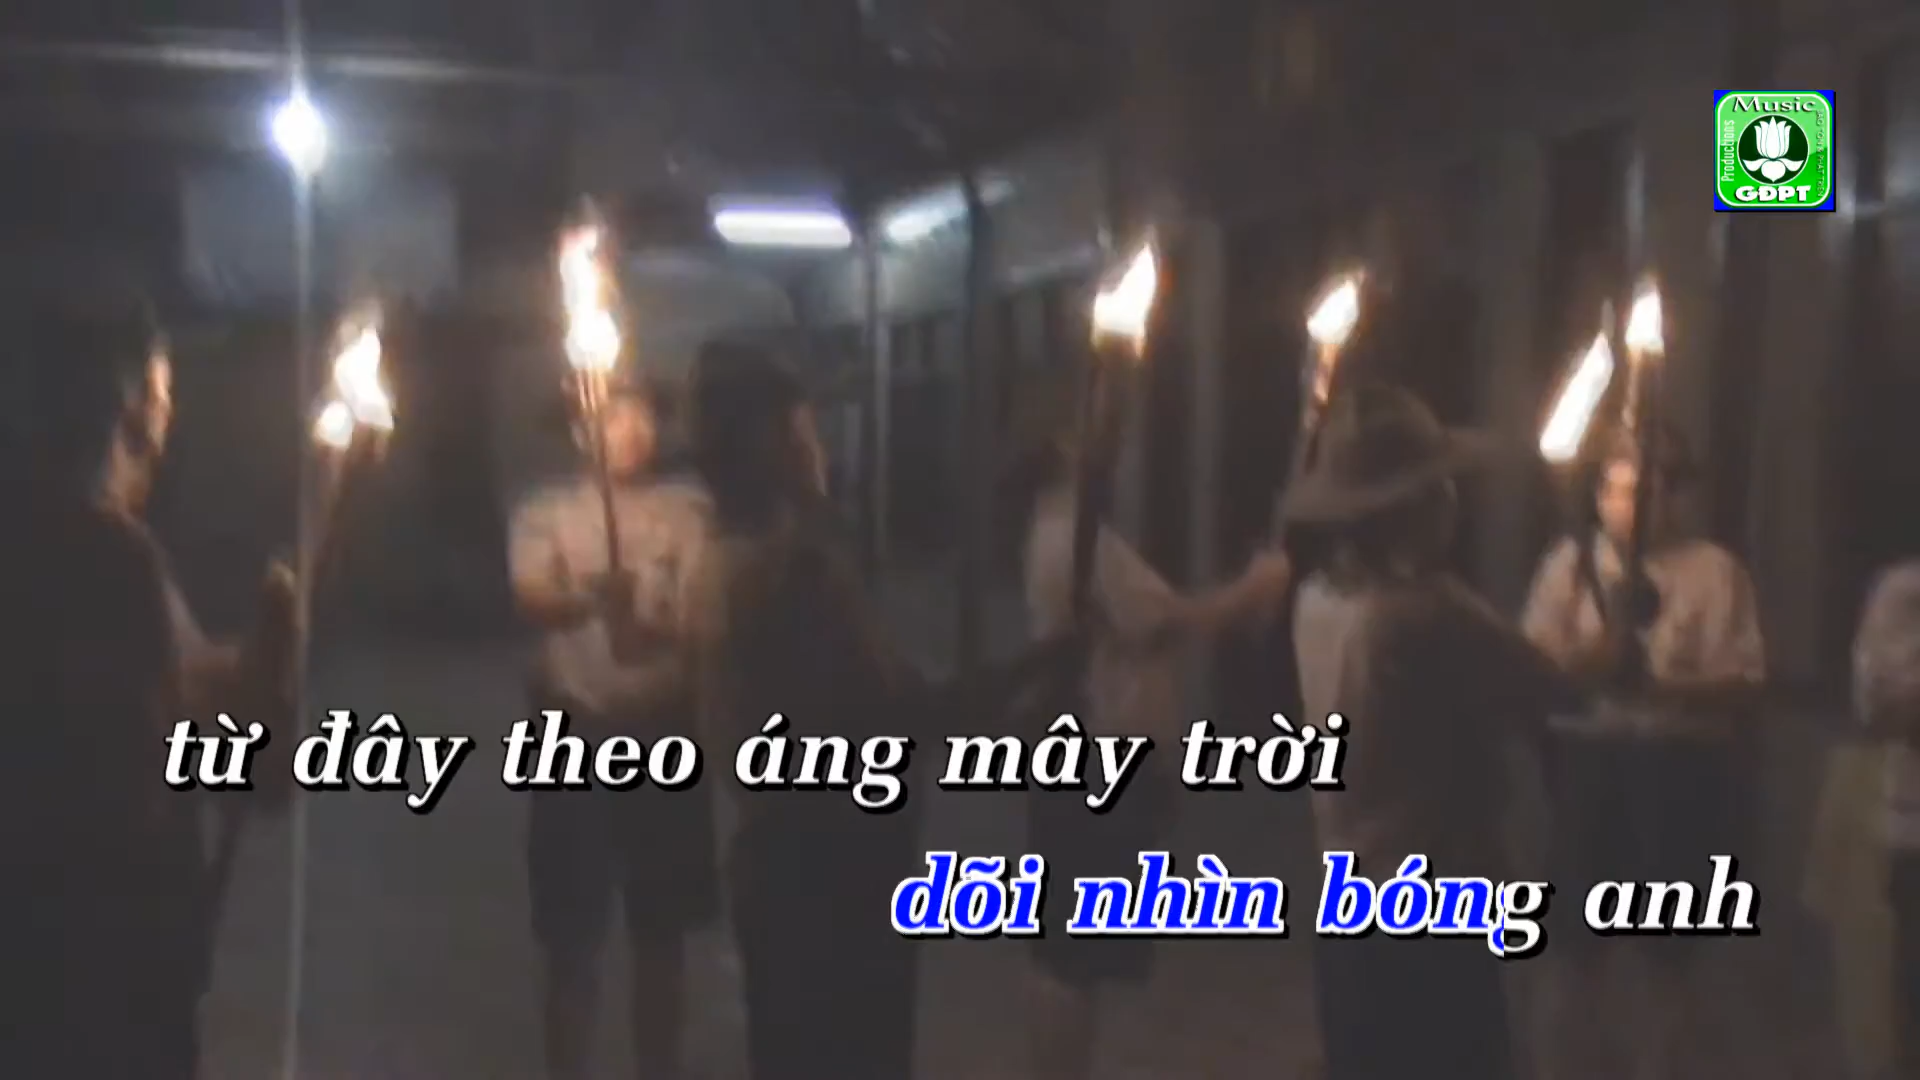 Music
Productions
GĐPT
từ đây theo áng mây trời
dõi nhìn bóng anh